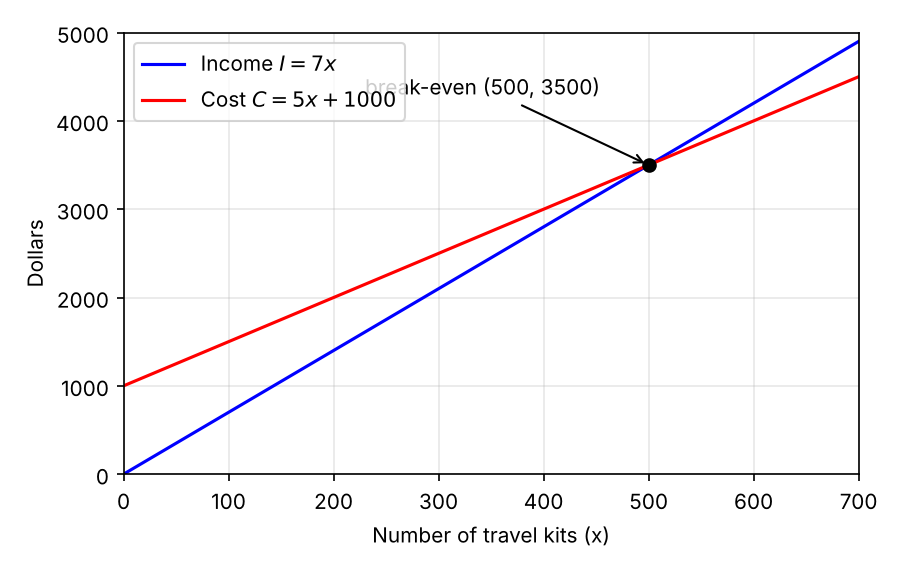 5000
4000
3000
2000
1000
0
Dollars
Income I = 7x
Cost C = 5x + 1000
break-even (500, 3500)
0 100 200 300 400 500 600 700
Number of travel kits (x)